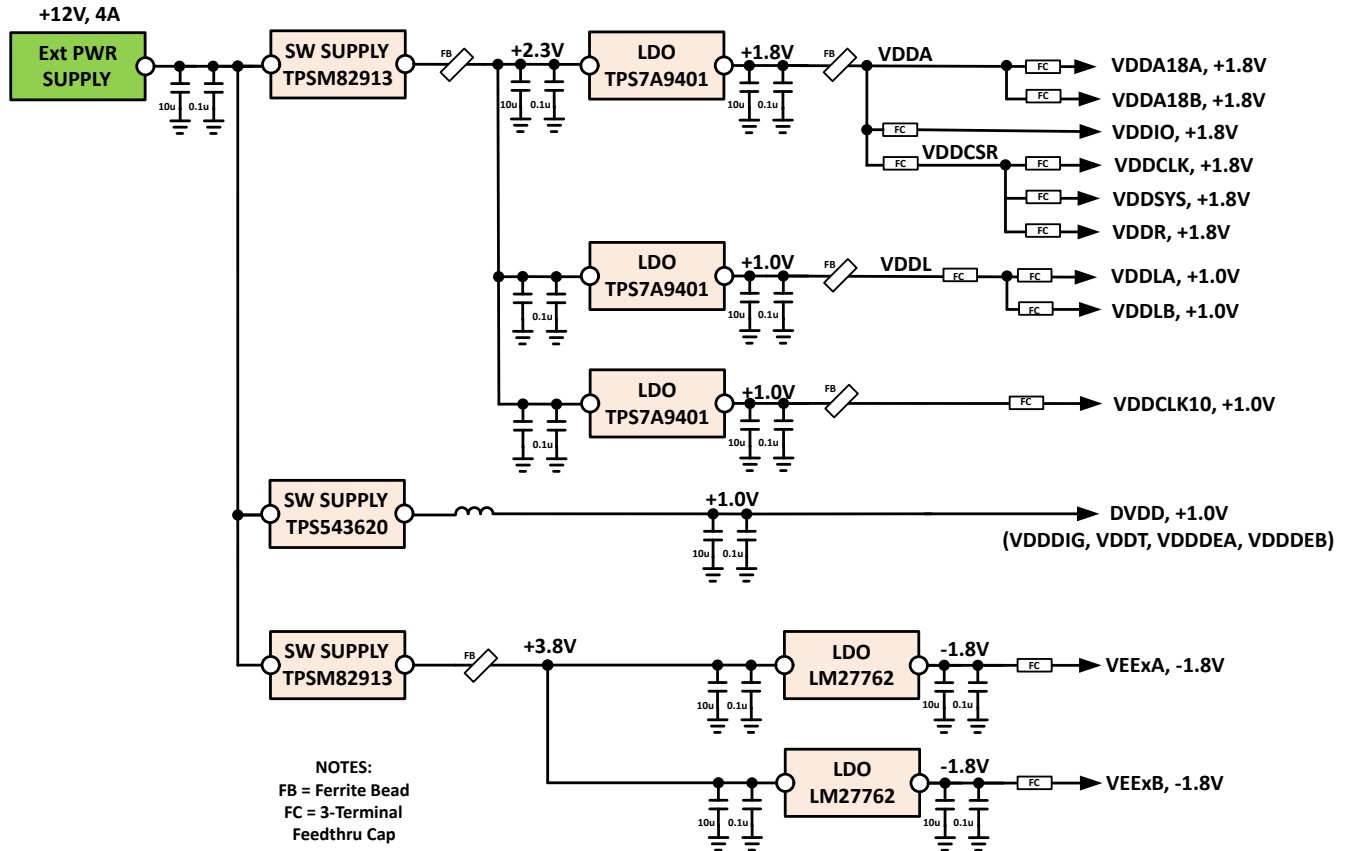 +12V, 4A
Ext PWR
SUPPLY
10u
0.1u
SW SUPPLY
TPSM82913
FB
+2.3V
10u
0.1u
LDO
TPS7A9401
+1.8V
10u
0.1u
FB
VDDA
FC
VDDA18A, +1.8V
FC
VDDA18B, +1.8V
FC
VDDIO, +1.8V
FC
VDDCSR
FC
VDDCLK, +1.8V
FC
VDDSYS, +1.8V
FC
VDDR, +1.8V
0.1u
LDO
TPS7A9401
+1.0V
10u
0.1u
FB
VDDL
FC
FC
VDDLA, +1.0V
FC
VDDLB, +1.0V
0.1u
LDO
TPS7A9401
+1.0V
10u
0.1u
FB
FC
VDDCLK10, +1.0V
SW SUPPLY
TPS543620
+1.0V
10u
0.1u
DVDD, +1.0V
(VDDDIG, VDDT, VDDDEA, VDDDEB)
SW SUPPLY
TPSM82913
FB
+3.8V
10u
0.1u
LDO
LM27762
-1.8V
10u
0.1u
FC
VEExA, -1.8V
10u
0.1u
LDO
LM27762
-1.8V
10u
0.1u
FC
VEExB, -1.8V
NOTES:
FB = Ferrite Bead
FC = 3-Terminal
Feedthru Cap